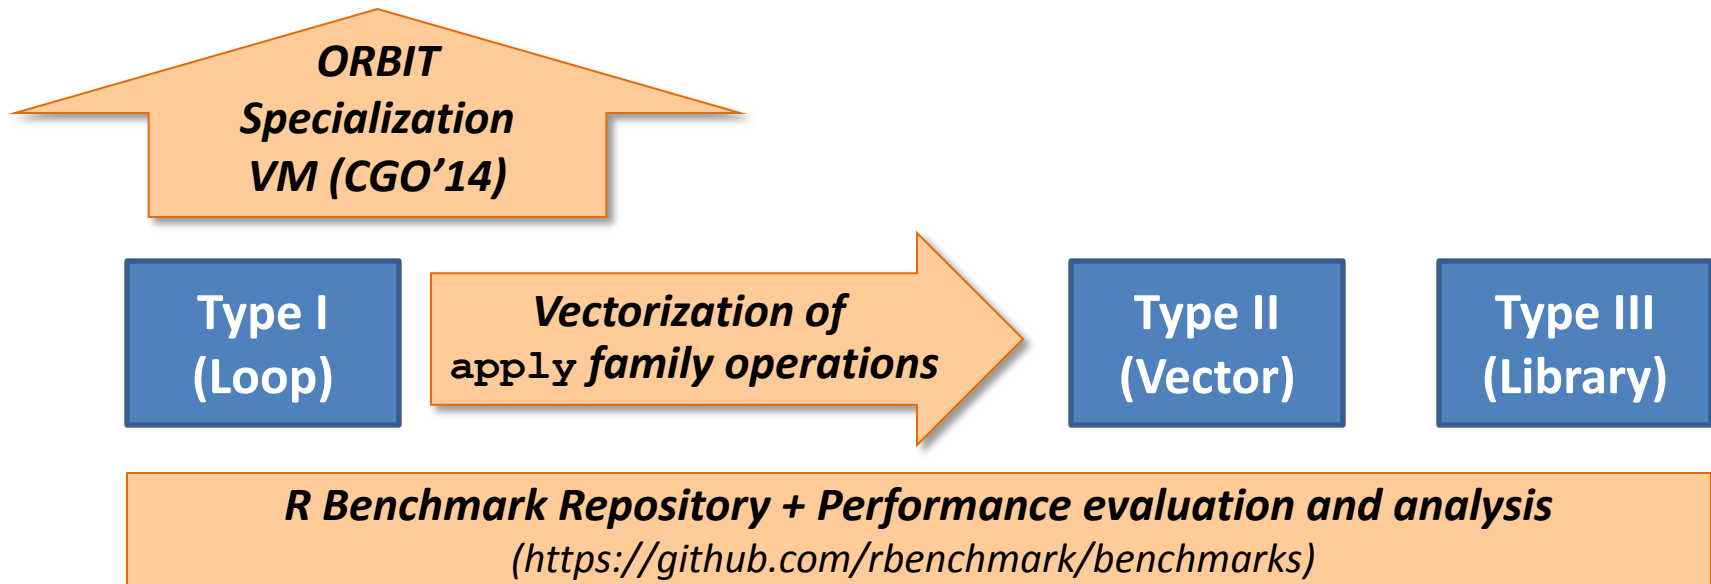 ORBIT
Specialization
VM (CGO’14)
Type I
(Loop)
Vectorization of
apply family operations
Type II
(Vector)
Type III
(Library)
R Benchmark Repository + Performance evaluation and analysis
(https://github.com/rbenchmark/benchmarks)